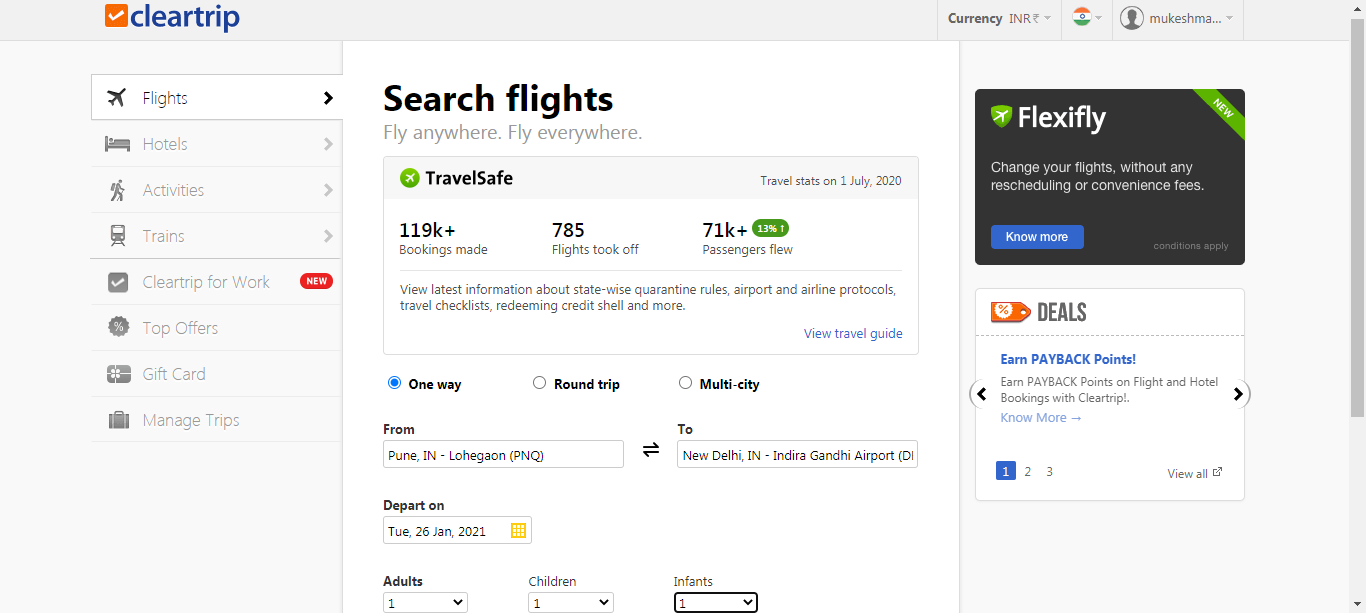 cleartrip
Currency INR₹
mukeshma...
Flights
Hotels
Activities
Trains
Cleartrip for Work NEW
Top Offers
Gift Card
Manage Trips
Search flights
Fly anywhere. Fly everywhere.
TravelSafe
Travel stats on 1 July, 2020
119k+ 785 71k+ 13% ↑
Bookings made Flights took off Passengers flew
View latest information about state-wise quarantine rules, airport and airline protocols,
travel checklists, redeeming credit shell and more.
View travel guide
One way Round trip Multi-city
From To
Pune, IN - Lohegaon (PNQ) New Delhi, IN - Indira Gandhi Airport (DI
Depart on
Tue, 26 Jan, 2021
Adults Children Infants
1 1 1
Flexifly
NEW
Change your flights, without any
rescheduling or convenience fees.
Know more
conditions apply
% DEALS
Earn PAYBACK Points!
Earn PAYBACK Points on Flight and Hotel
Bookings with Cleartrip!.
Know More →
1 2 3 View all